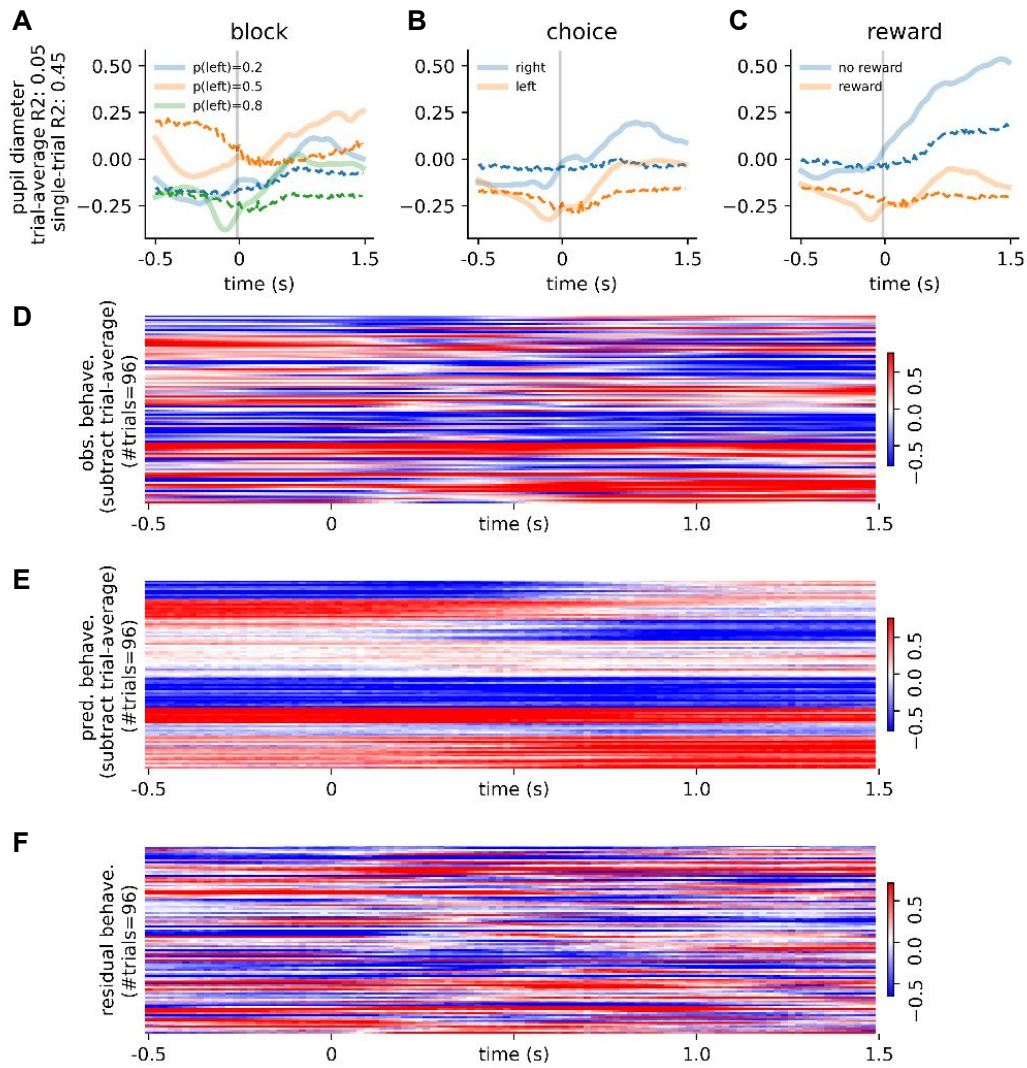 A
block
B
choice
C
reward
pupil diameter
trial-average R2: 0.05
single-trial R2: 0.45
0.50
0.25
0.00
−0.25
p(left)=0.2
p(left)=0.5
p(left)=0.8
-0.5
0
1.5
time (s)
0.50
0.25
0.00
−0.25
right
left
-0.5
0
1.5
time (s)
0.50
0.25
0.00
−0.25
no reward
reward
-0.5
0
1.5
time (s)
D
obs. behave.
(subtract trial-average)
(#trials=96)
-0.5
0
time (s)
1.0
1.5
0.5
0.0
−0.5
E
pred. behave.
(subtract trial-average)
(#trials=96)
-0.5
0
time (s)
1.0
1.5
0.5
0.0
−0.5
F
residual behave.
(#trials=96)
-0.5
0
time (s)
1.0
1.5
0.5
0.0
−0.5